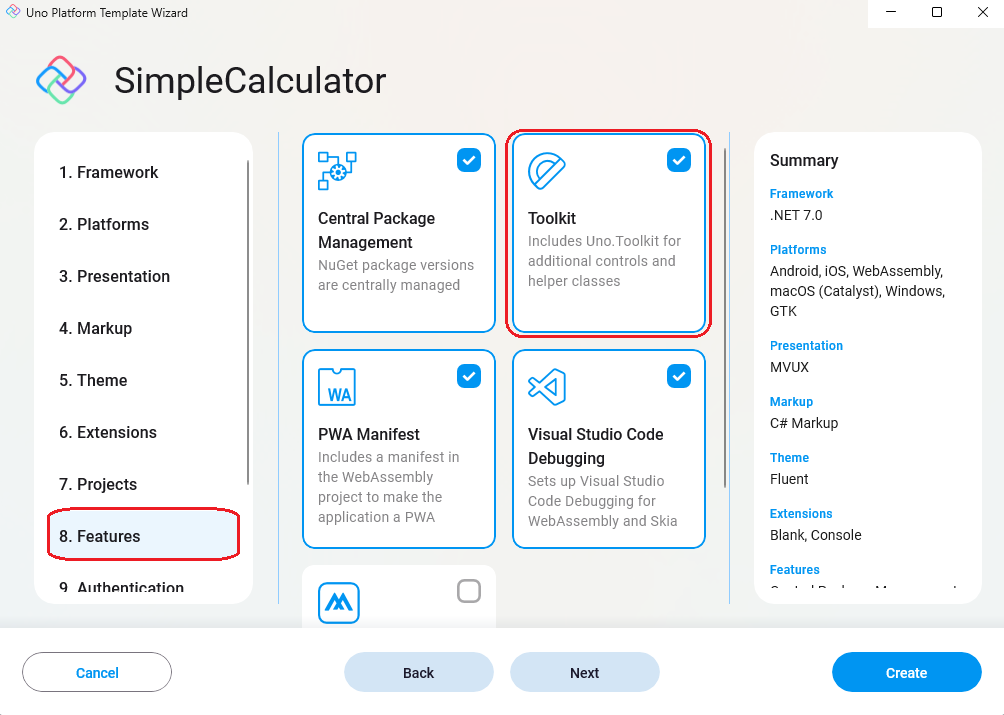 Uno Platform Template Wizard
SimpleCalculator
1. Framework
2. Platforms
3. Presentation
4. Markup
5. Theme
6. Extensions
7. Projects
8. Features
9. Authentication
Central Package
Management
NuGet package versions
are centrally managed
Toolkit
Includes Uno.Toolkit for
additional controls and
helper classes
WA
PWA Manifest
Includes a manifest in
the WebAssembly
project to make the
application a PWA
Visual Studio Code
Debugging
Sets up Visual Studio
Code Debugging for
WebAssembly and Skia
Summary
Framework
.NET 7.0
Platforms
Android, iOS, WebAssembly,
macOS (Catalyst), Windows,
GTK
Presentation
MVUX
Markup
C# Markup
Theme
Fluent
Extensions
Blank, Console
Features
Cancel
Back
Next
Create